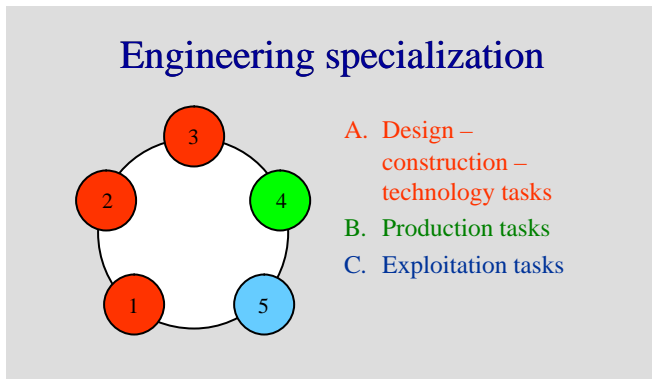 Engineering specialization
3
2
4
1
5
A. Design –
construction –
technology tasks
B. Production tasks
C. Exploitation tasks